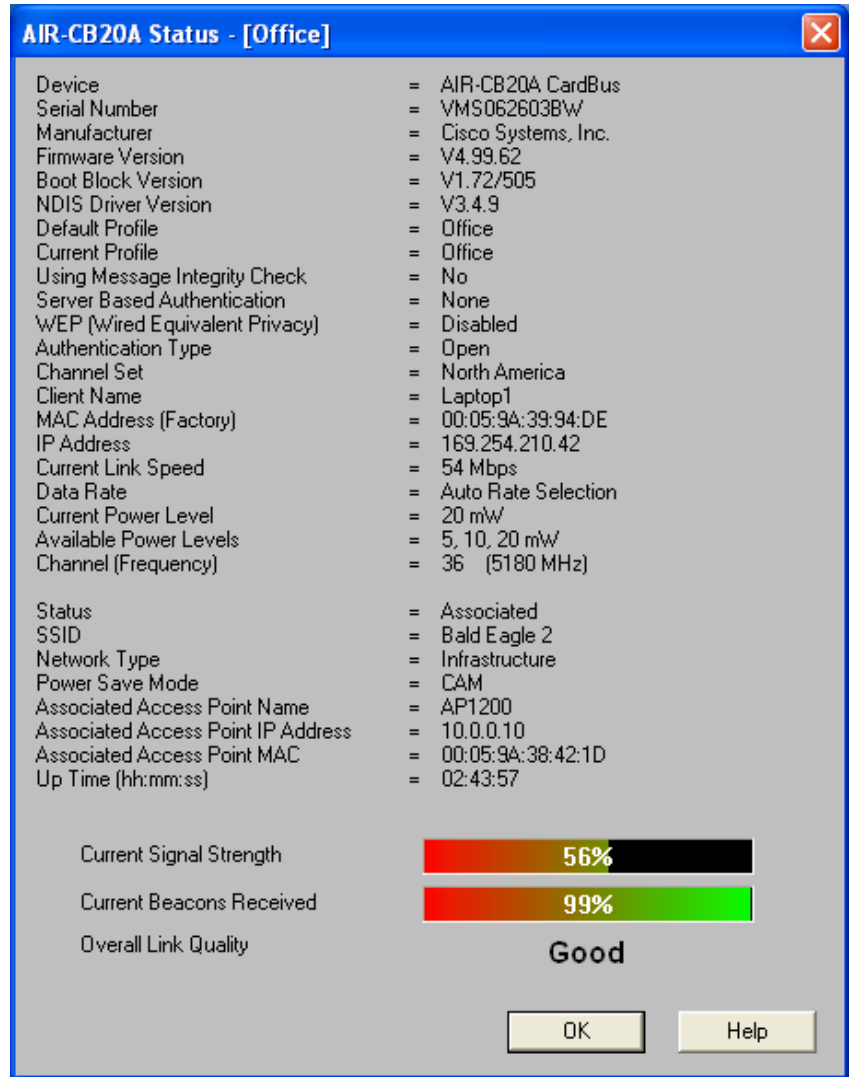 AIR-CB20A Status - [Office]
Device = AIR-CB20A CardBus
Serial Number = VMS062603BW
Manufacturer = Cisco Systems, Inc.
Firmware Version = V4.99.62
Boot Block Version = V1.72/505
NDIS Driver Version = V3.4.9
Default Profile = Office
Current Profile = Office
Using Message Integrity Check = No
Server Based Authentication = None
WEP (Wired Equivalent Privacy) = Disabled
Authentication Type = Open
Channel Set = North America
Client Name = Laptop1
MAC Address (Factory) = 00:05:9A:39:94:DE
IP Address = 169.254.210.42
Current Link Speed = 54 Mbps
Data Rate = Auto Rate Selection
Current Power Level = 20 mW
Available Power Levels = 5, 10, 20 mW
Channel (Frequency) = 36 (5180 MHz)
Status = Associated
SSID = Bald Eagle 2
Network Type = Infrastructure
Power Save Mode = CAM
Associated Access Point Name = AP1200
Associated Access Point IP Address = 10.0.0.10
Associated Access Point MAC = 00:05:9A:38:42:1D
Up Time (hh:mm:ss) = 02:43:57
Current Signal Strength 56%
Current Beacons Received 99%
Overall Link Quality Good
OK Help